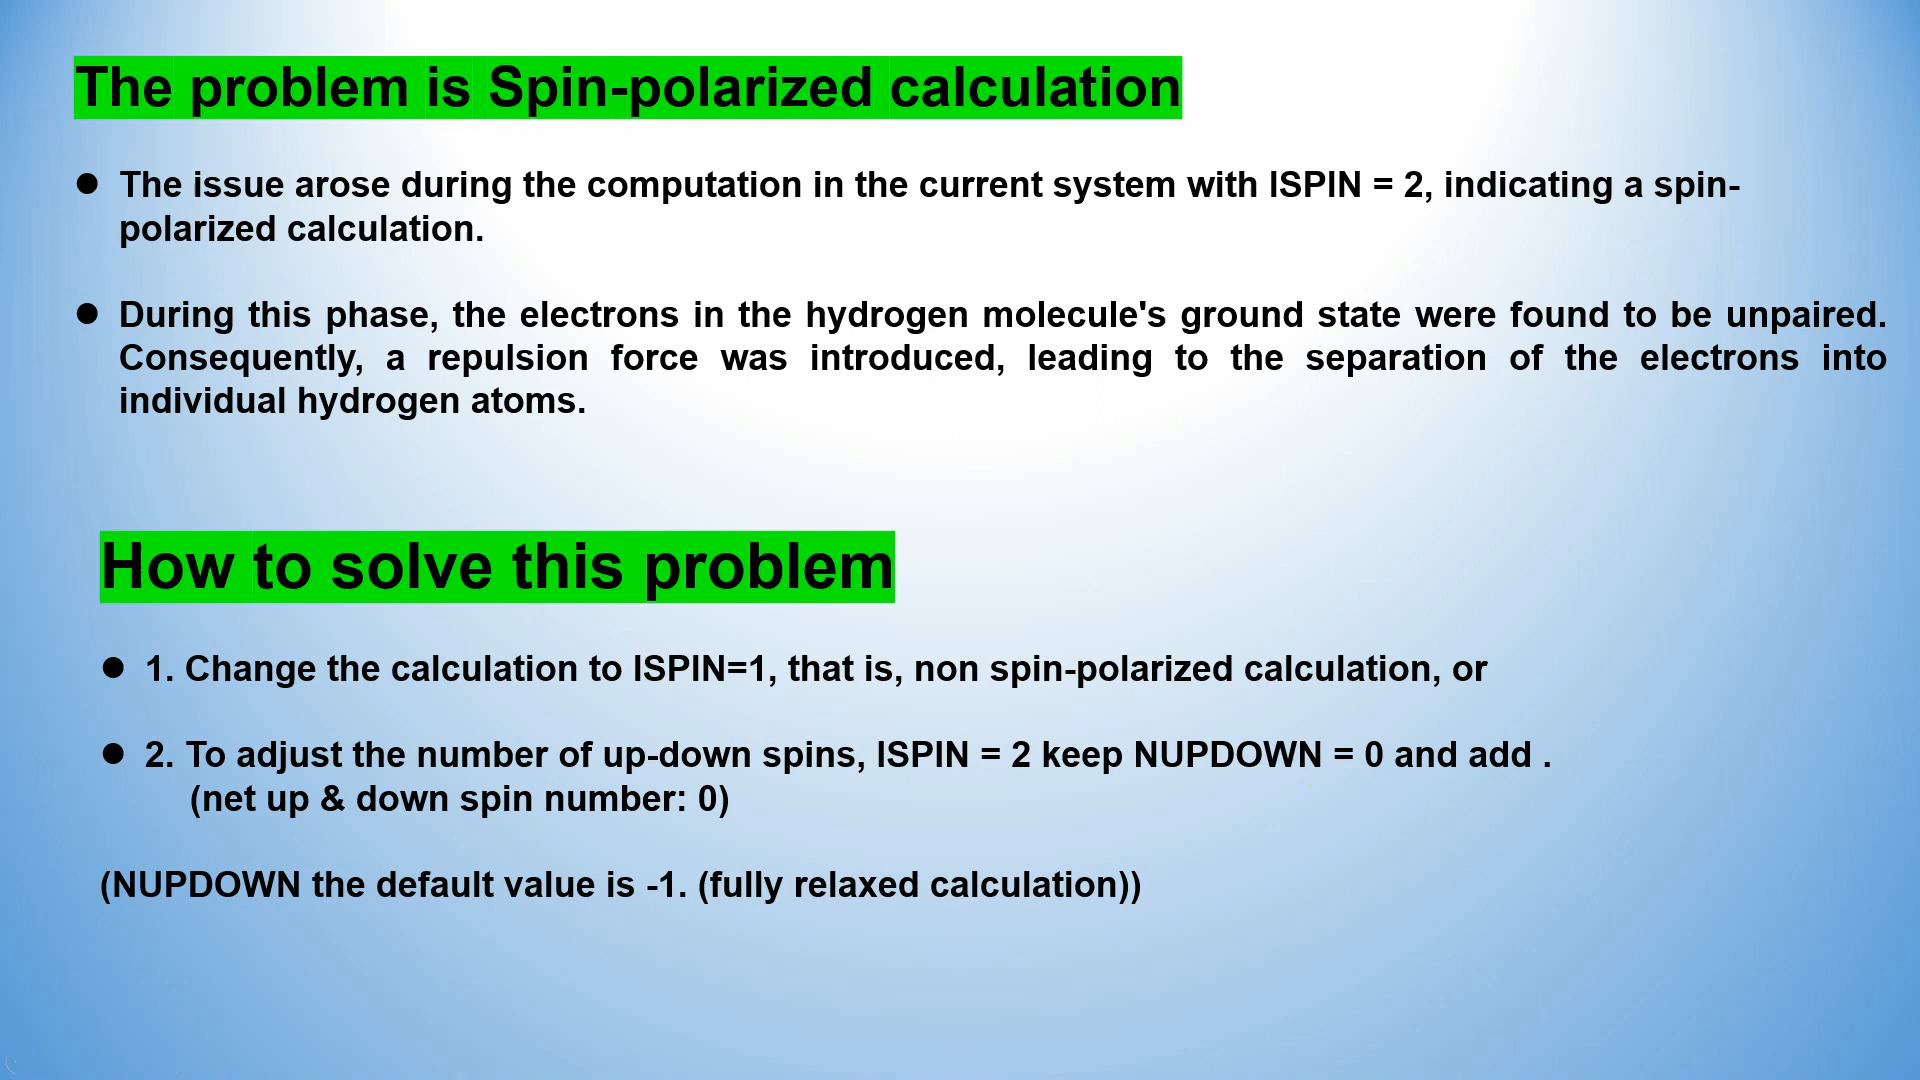 The problem is Spin-polarized calculation
● The issue arose during the computation in the current system with ISPIN = 2, indicating a spin-
polarized calculation.
● During this phase, the electrons in the hydrogen molecule's ground state were found to be unpaired.
Consequently, a repulsion force was introduced, leading to the separation of the electrons into
individual hydrogen atoms.
How to solve this problem
● 1. Change the calculation to ISPIN=1, that is, non spin-polarized calculation, or
● 2. To adjust the number of up-down spins, ISPIN = 2 keep NUPDOWN = 0 and add .
(net up & down spin number: 0)
(NUPDOWN the default value is -1. (fully relaxed calculation))